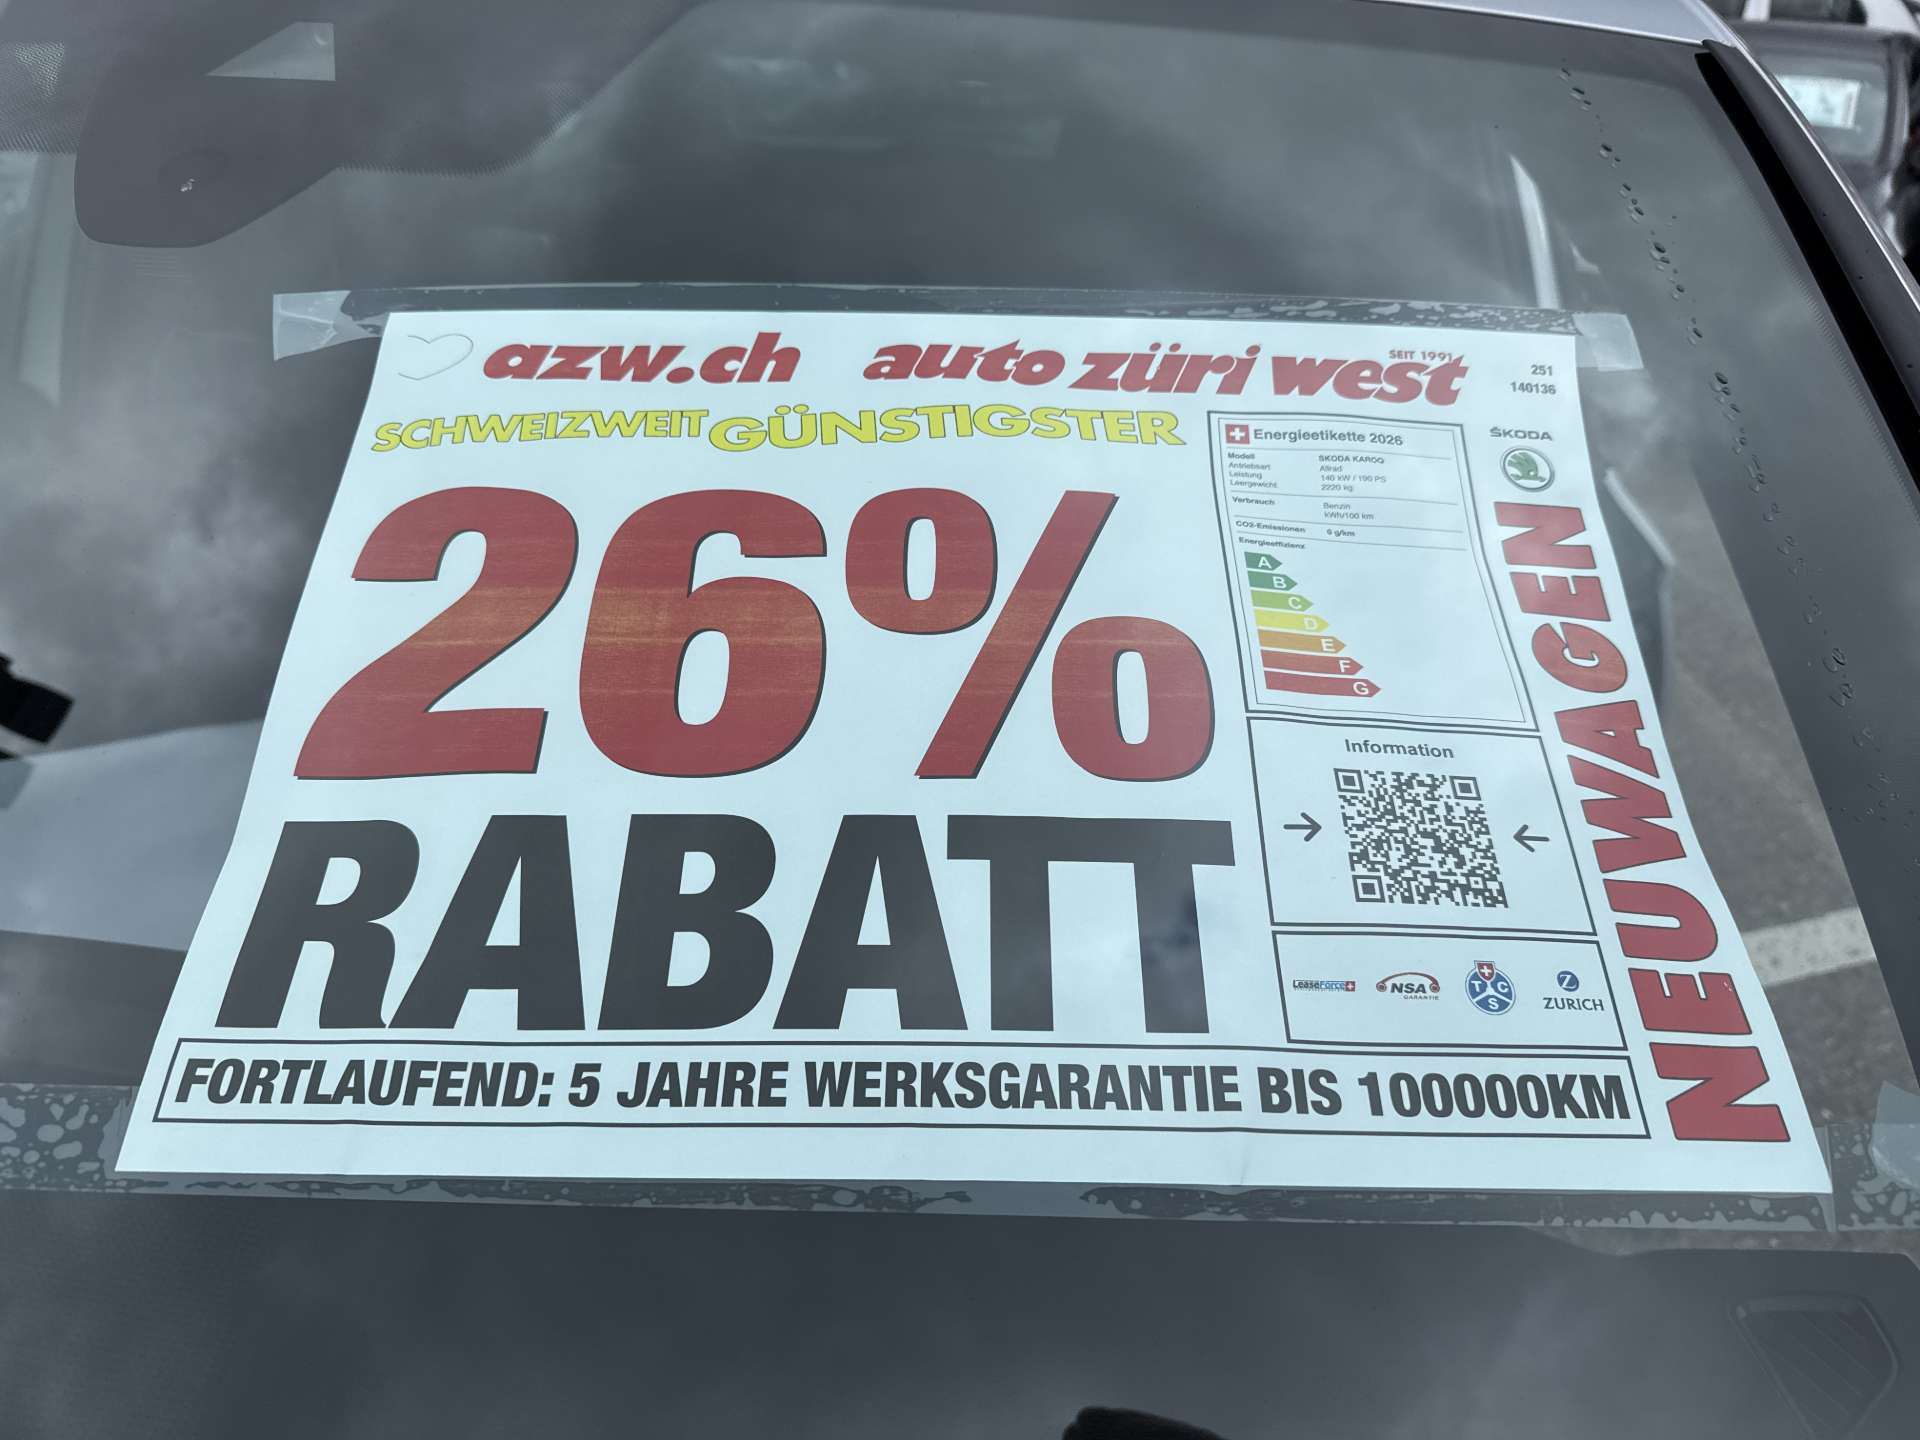 azw.ch auto züri west
SEIT 1991
251
140136
SCHWEIZWEIT GÜNSTIGSTER
26%
RABATT
FORTLAUFEND: 5 JAHRE WERKSGARANTIE BIS 100000KM
Energieetikette 2026
Modell SKODA KAROQ
Antriebsart Allrad
Leistung 140 kW / 190 PS
Leergewicht 2220 kg
Verbrauch Benzin
kWh/100 km
CO2-Emissionen 0 g/km
Energieeffizienz
A
B
C
D
E
F
G
Information
LeaseForce
NSA
GARANTIE
TCS
Z
ZURICH
ŠKODA
NEUWAGEN